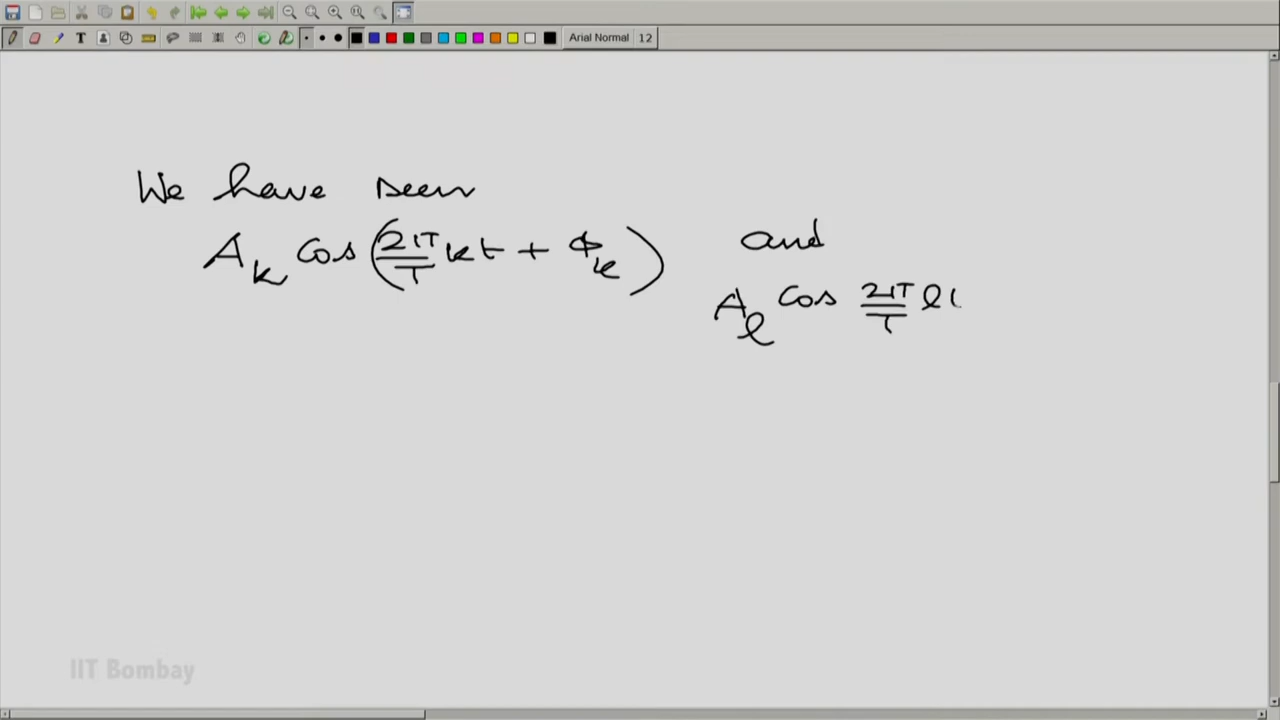 Arial Normal 12
We have seen
A_k cos(2π/T kt + Φ_k) and
A_l cos 2π/T l
IIT Bombay